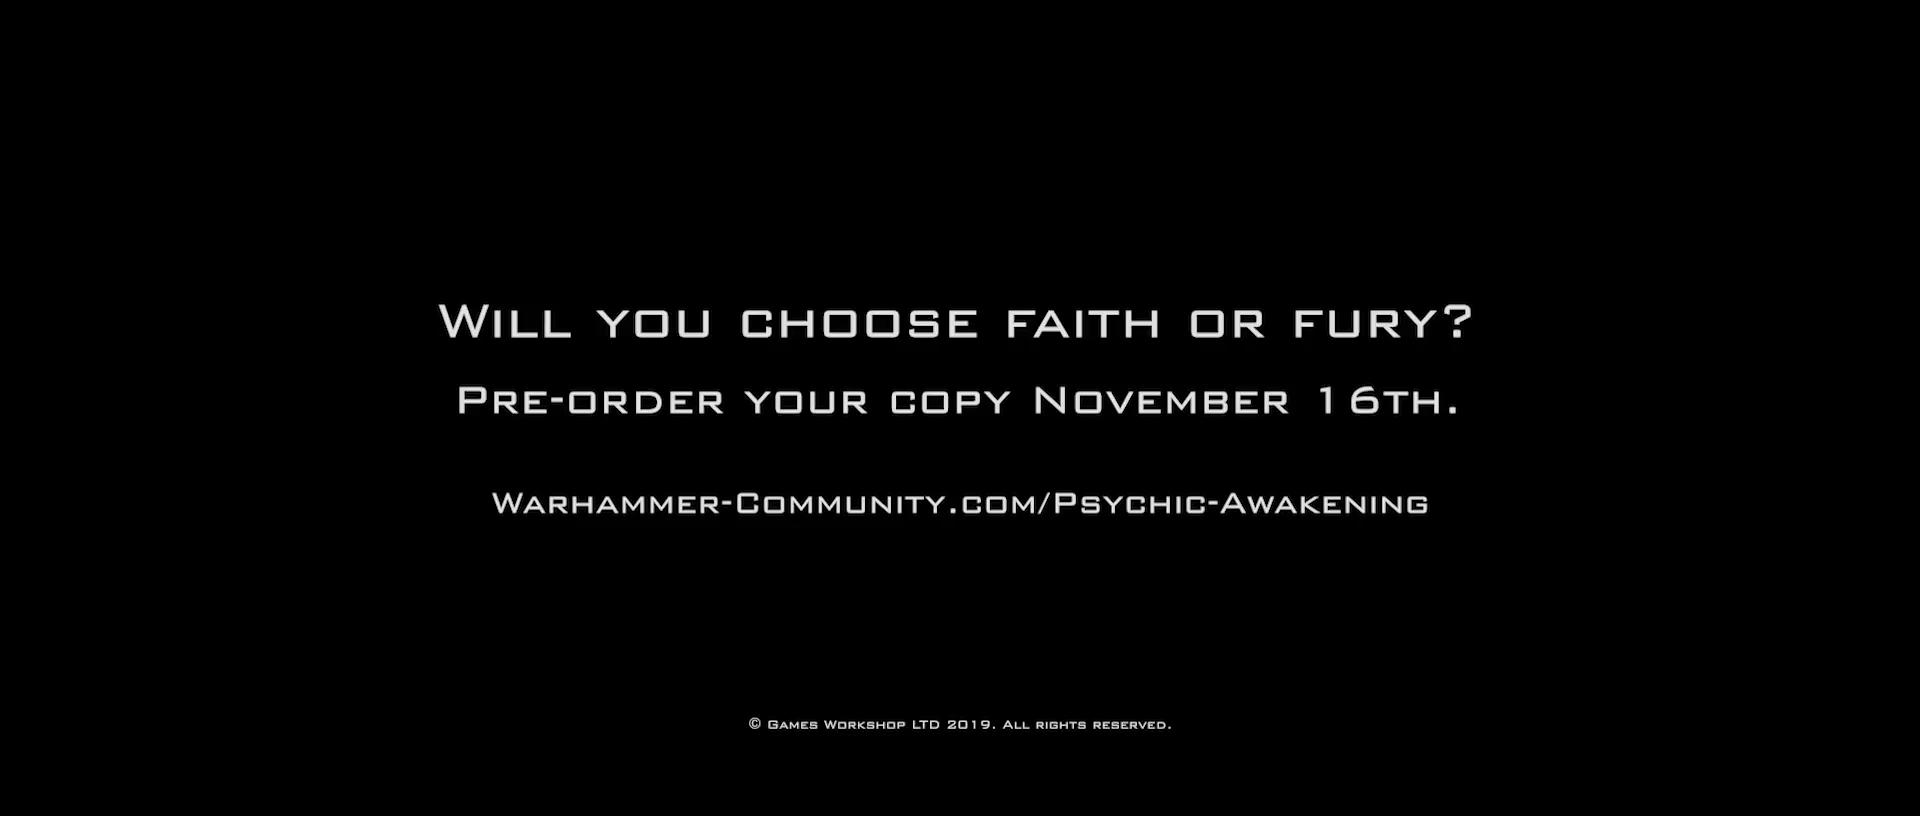 Will you choose faith or fury?
Pre-order your copy November 16th.
Warhammer-Community.com/Psychic-Awakening
© Games Workshop LTD 2019. All rights reserved.